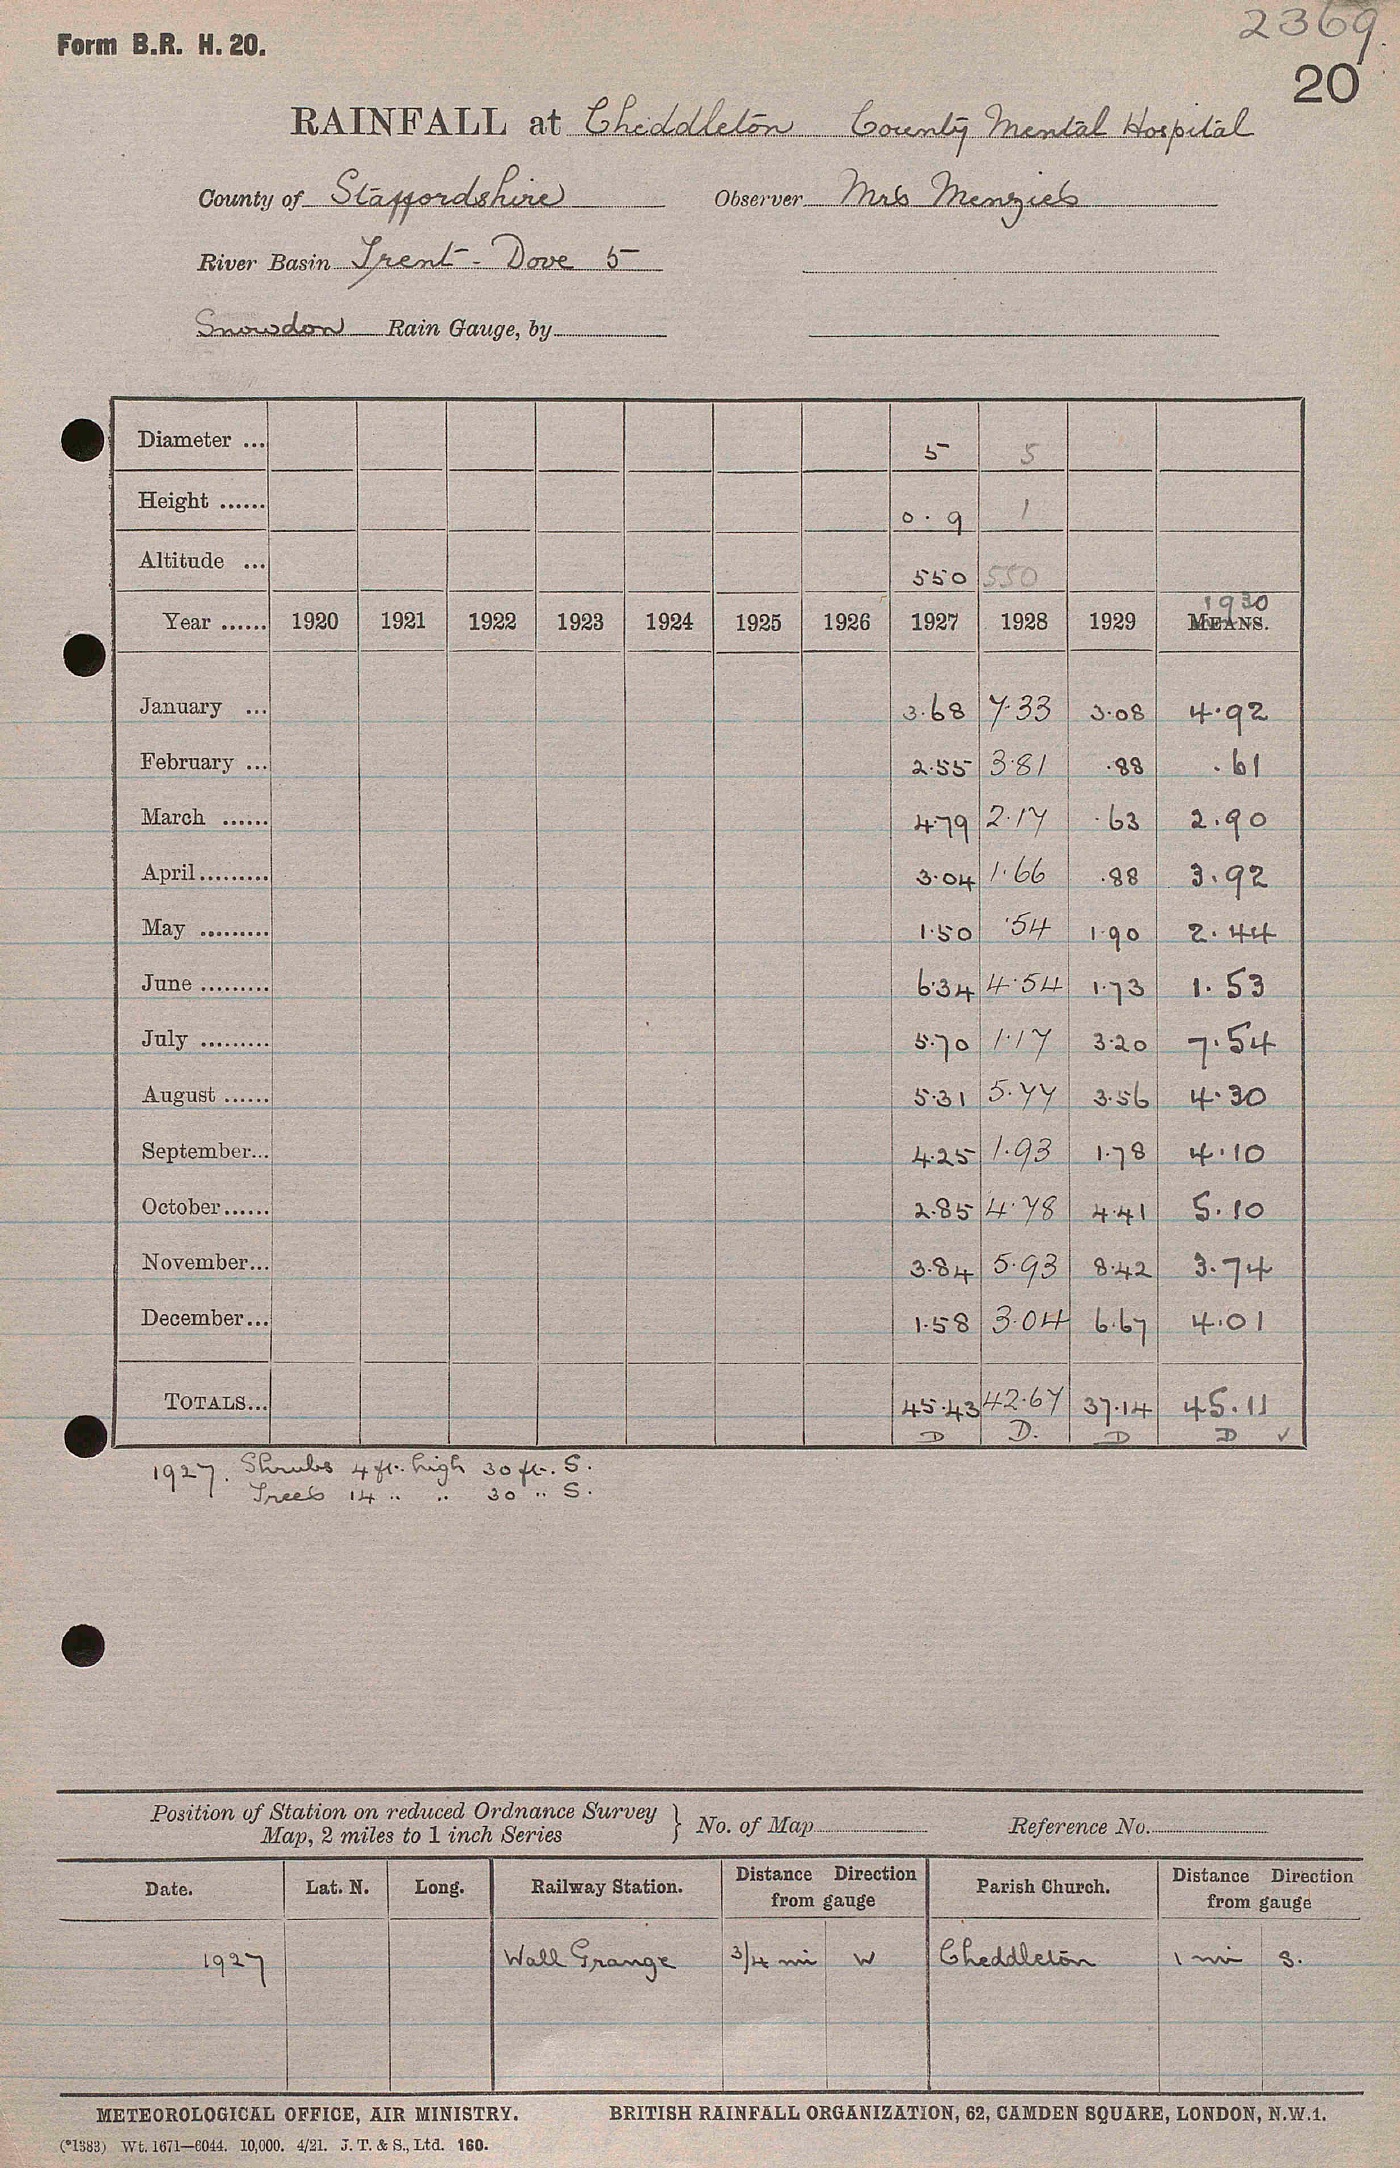 2369
Form B.R. H. 20.
20
RAINFALL at Cheddleton County Mental Hospital
County of Staffordshire Observer Mrs Menzies
River Basin Trent - Dove 5
Snowdon Rain Gauge, by
Diameter ... 5 5
Height ...... 0.9 1
Altitude ... 550 550
1930
Year ...... 1920 1921 1922 1923 1924 1925 1926 1927 1928 1929 MEANS.
January ... 3.68 7.33 3.08 4.92
February ... 2.55 3.81 .88 .61
March ...... 4.79 2.17 .63 2.90
April ......... 3.04 1.66 .88 3.92
May ......... 1.50 .54 1.90 2.44
June ......... 6.34 4.54 1.73 1.53
July ......... 5.70 1.17 3.20 7.54
August ...... 5.31 5.77 3.56 4.30
September... 4.25 1.93 1.78 4.10
October...... 2.85 4.78 4.41 5.10
November... 3.84 5.93 8.42 3.74
December... 1.58 3.04 6.67 4.01
TOTALS... 45.43 42.67 37.14 45.11
D D. D D ✓
1927. Shrubs 4 ft. high 30 ft. S.
Trees 14 " " 30 " S.
Position of Station on reduced Ordnance Survey
Map, 2 miles to 1 inch Series } No. of Map Reference No.
Date. Lat. N. Long. Railway Station. Distance Direction from gauge Parish Church. Distance Direction from gauge
1927 Wall Grange 3/4 mi W Cheddleton 1 mi S.
METEOROLOGICAL OFFICE, AIR MINISTRY. BRITISH RAINFALL ORGANIZATION, 62, CAMDEN SQUARE, LONDON, N.W.1.
(*1383) Wt. 1671—6044. 10,000. 4/21. J. T. & S., Ltd. 160.